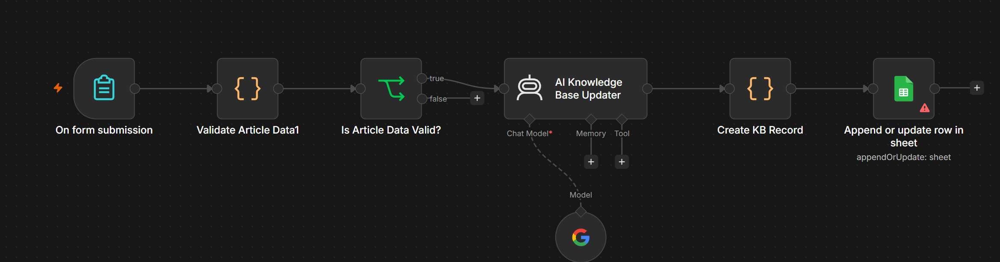 true
false
AI Knowledge
Base Updater
On form submission
Validate Article Data1
Is Article Data Valid?
Chat Model*
Memory
Tool
Create KB Record
Append or update row in
sheet
appendOrUpdate: sheet
Model